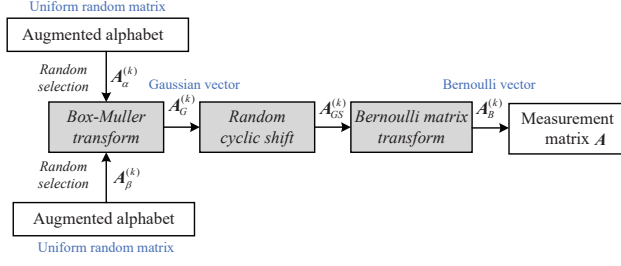 Uniform random matrix
Augmented alphabet
Random
selection
A_α^(k)
Gaussian vector
Bernoulli vector
Box-Muller
transform
A_G^(k)
Random
cyclic shift
A_GS^(k)
Bernoulli matrix
transform
A_B^(k)
Measurement
matrix A
Random
selection
A_β^(k)
Augmented alphabet
Uniform random matrix